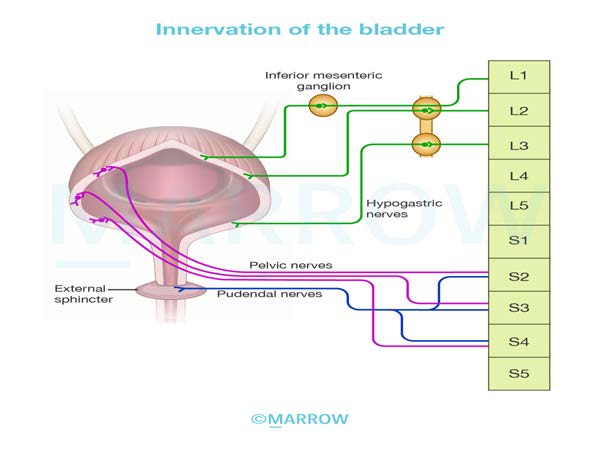 Innervation of the bladder
Inferior mesenteric
ganglion
L1
L2
L3
L4
L5
S1
S2
S3
S4
S5
Hypogastric
nerves
MARROW
Pelvic nerves
External
sphincter
Pudendal nerves
©MARROW